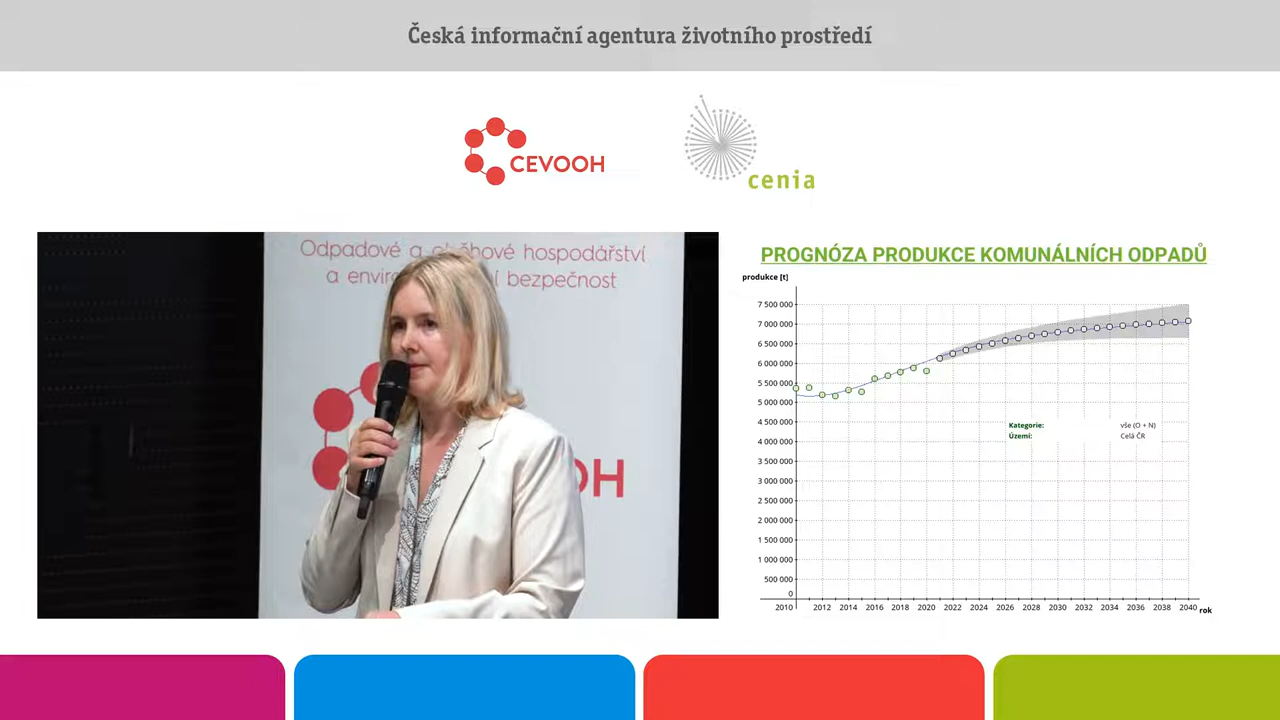 Česká informační agentura životního prostředí
CEVOOH
cenia
Odpadové a oběhové hospodářství
a enviro í bezpečnost
OH
PROGNÓZA PRODUKCE KOMUNÁLNÍCH ODPADŮ
produkce [t]
7 500 000
7 000 000
6 500 000
6 000 000
5 500 000
5 000 000
4 500 000
4 000 000
3 500 000
3 000 000
2 500 000
2 000 000
1 500 000
1 000 000
500 000
0
Kategorie: vše (O + N)
Území: Celá ČR
2010 2012 2014 2016 2018 2020 2022 2024 2026 2028 2030 2032 2034 2036 2038 2040 rok